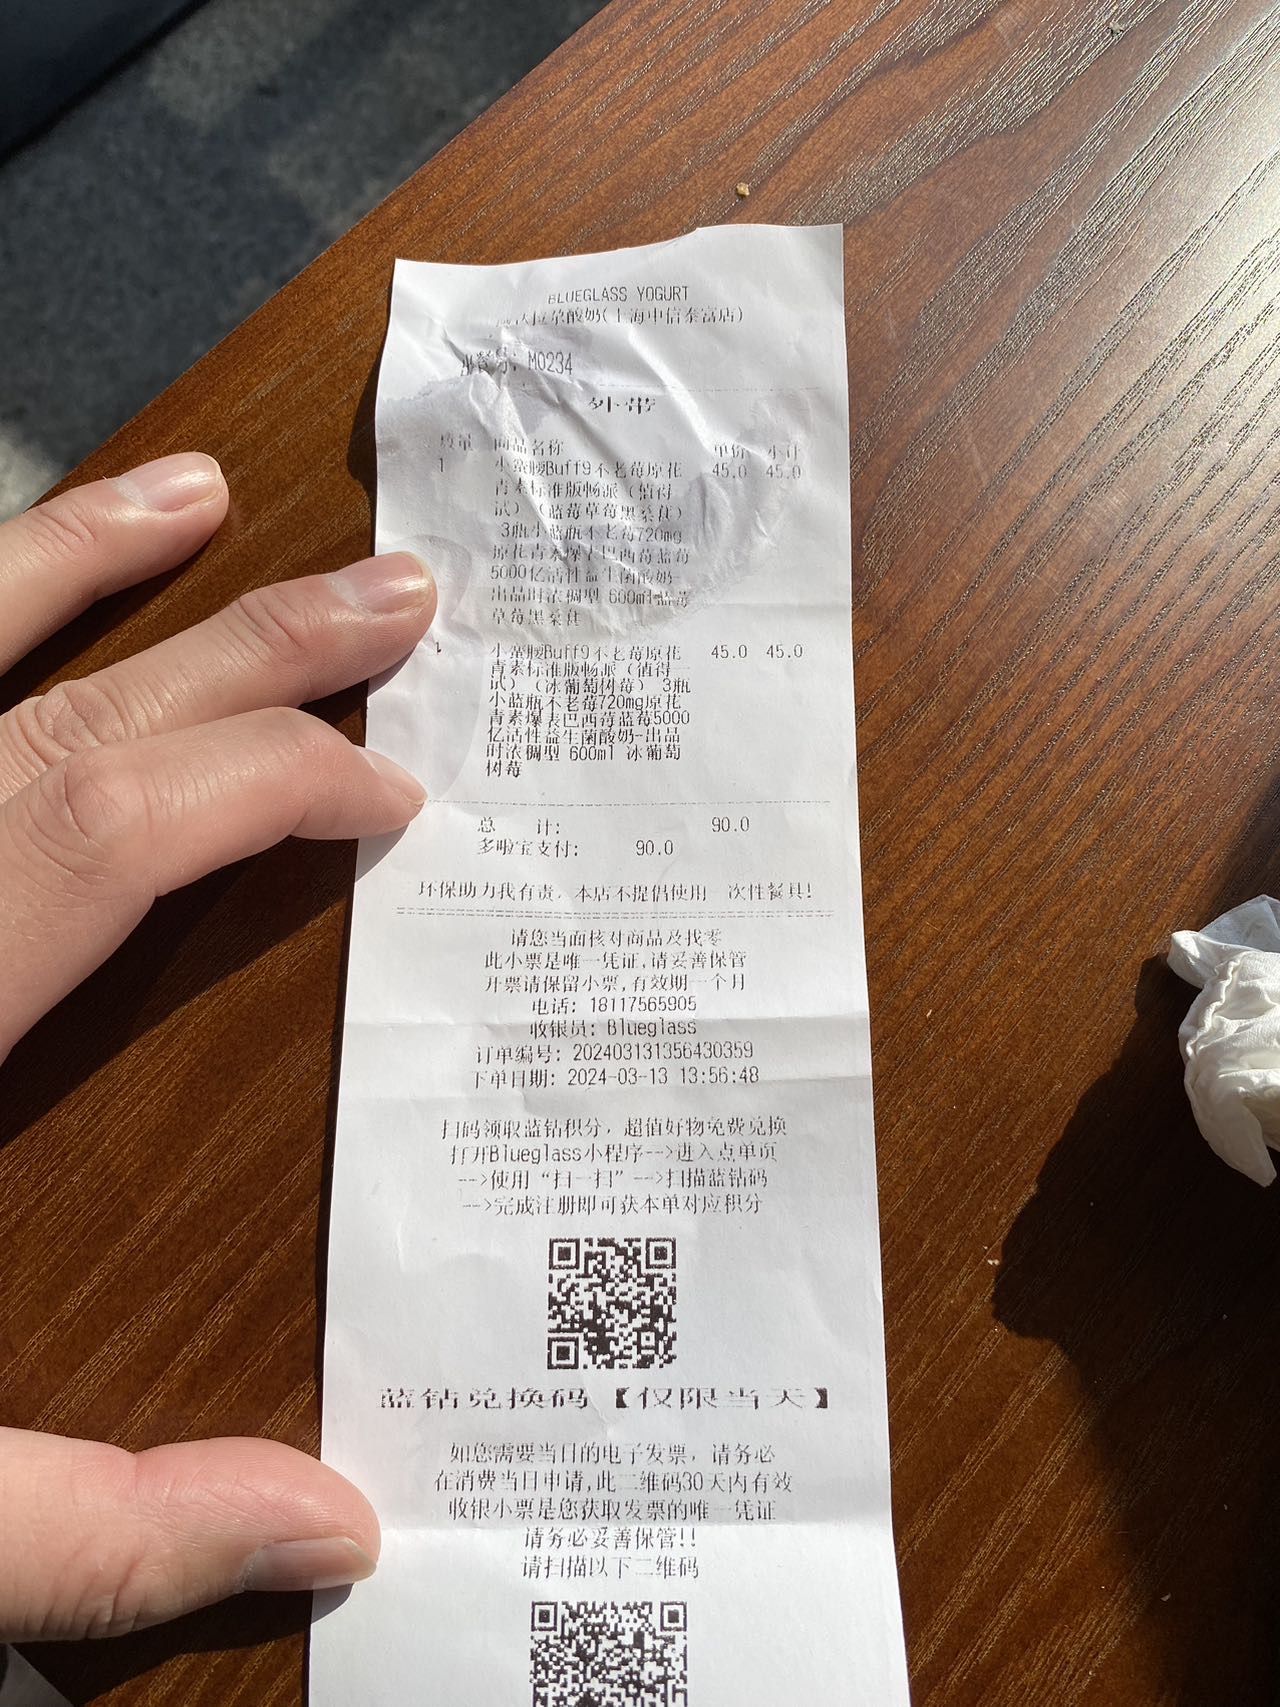 BLUEGLASS YOGURT
酸奶(上海中信泰富店)
M0234
外带
数量 商品名称 单价 小计
1 小蛮腰Buff9不老莓原花 45.0 45.0
青素标准版畅派（值得一
试）（蓝莓草莓黑桑葚）
3瓶小蓝瓶不老莓720mg
原花青素爆表巴西莓蓝莓
5000亿活性益生菌酸奶-
出品时浓稠型 600ml 蓝莓
草莓黑桑葚
1 小蛮腰Buff9不老莓原花 45.0 45.0
青素标准版畅派（值得一
试）（冰葡萄树莓） 3瓶
小蓝瓶不老莓720mg原花
青素爆表巴西莓蓝莓5000
亿活性益生菌酸奶-出品
时浓稠型 600ml 冰葡萄
树莓
总 计: 90.0
多啦宝支付: 90.0
环保助力我有责，本店不提倡使用一次性餐具!
请您当面核对商品及找零
此小票是唯一凭证,请妥善保管
开票请保留小票,有效期一个月
电话: 18117565905
收银员: Blueglass
订单编号: 202403131356430359
下单日期: 2024-03-13 13:56:48
扫码领取蓝钻积分，超值好物免费兑换
打开Blueglass小程序-->进入点单页
-->使用“扫一扫”-->扫描蓝钻码
-->完成注册即可获本单对应积分
蓝钻兑换码【仅限当天】
如您需要当日的电子发票，请务必
在消费当日申请,此二维码30天内有效
收银小票是您获取发票的唯一凭证
请务必妥善保管!!
请扫描以下二维码